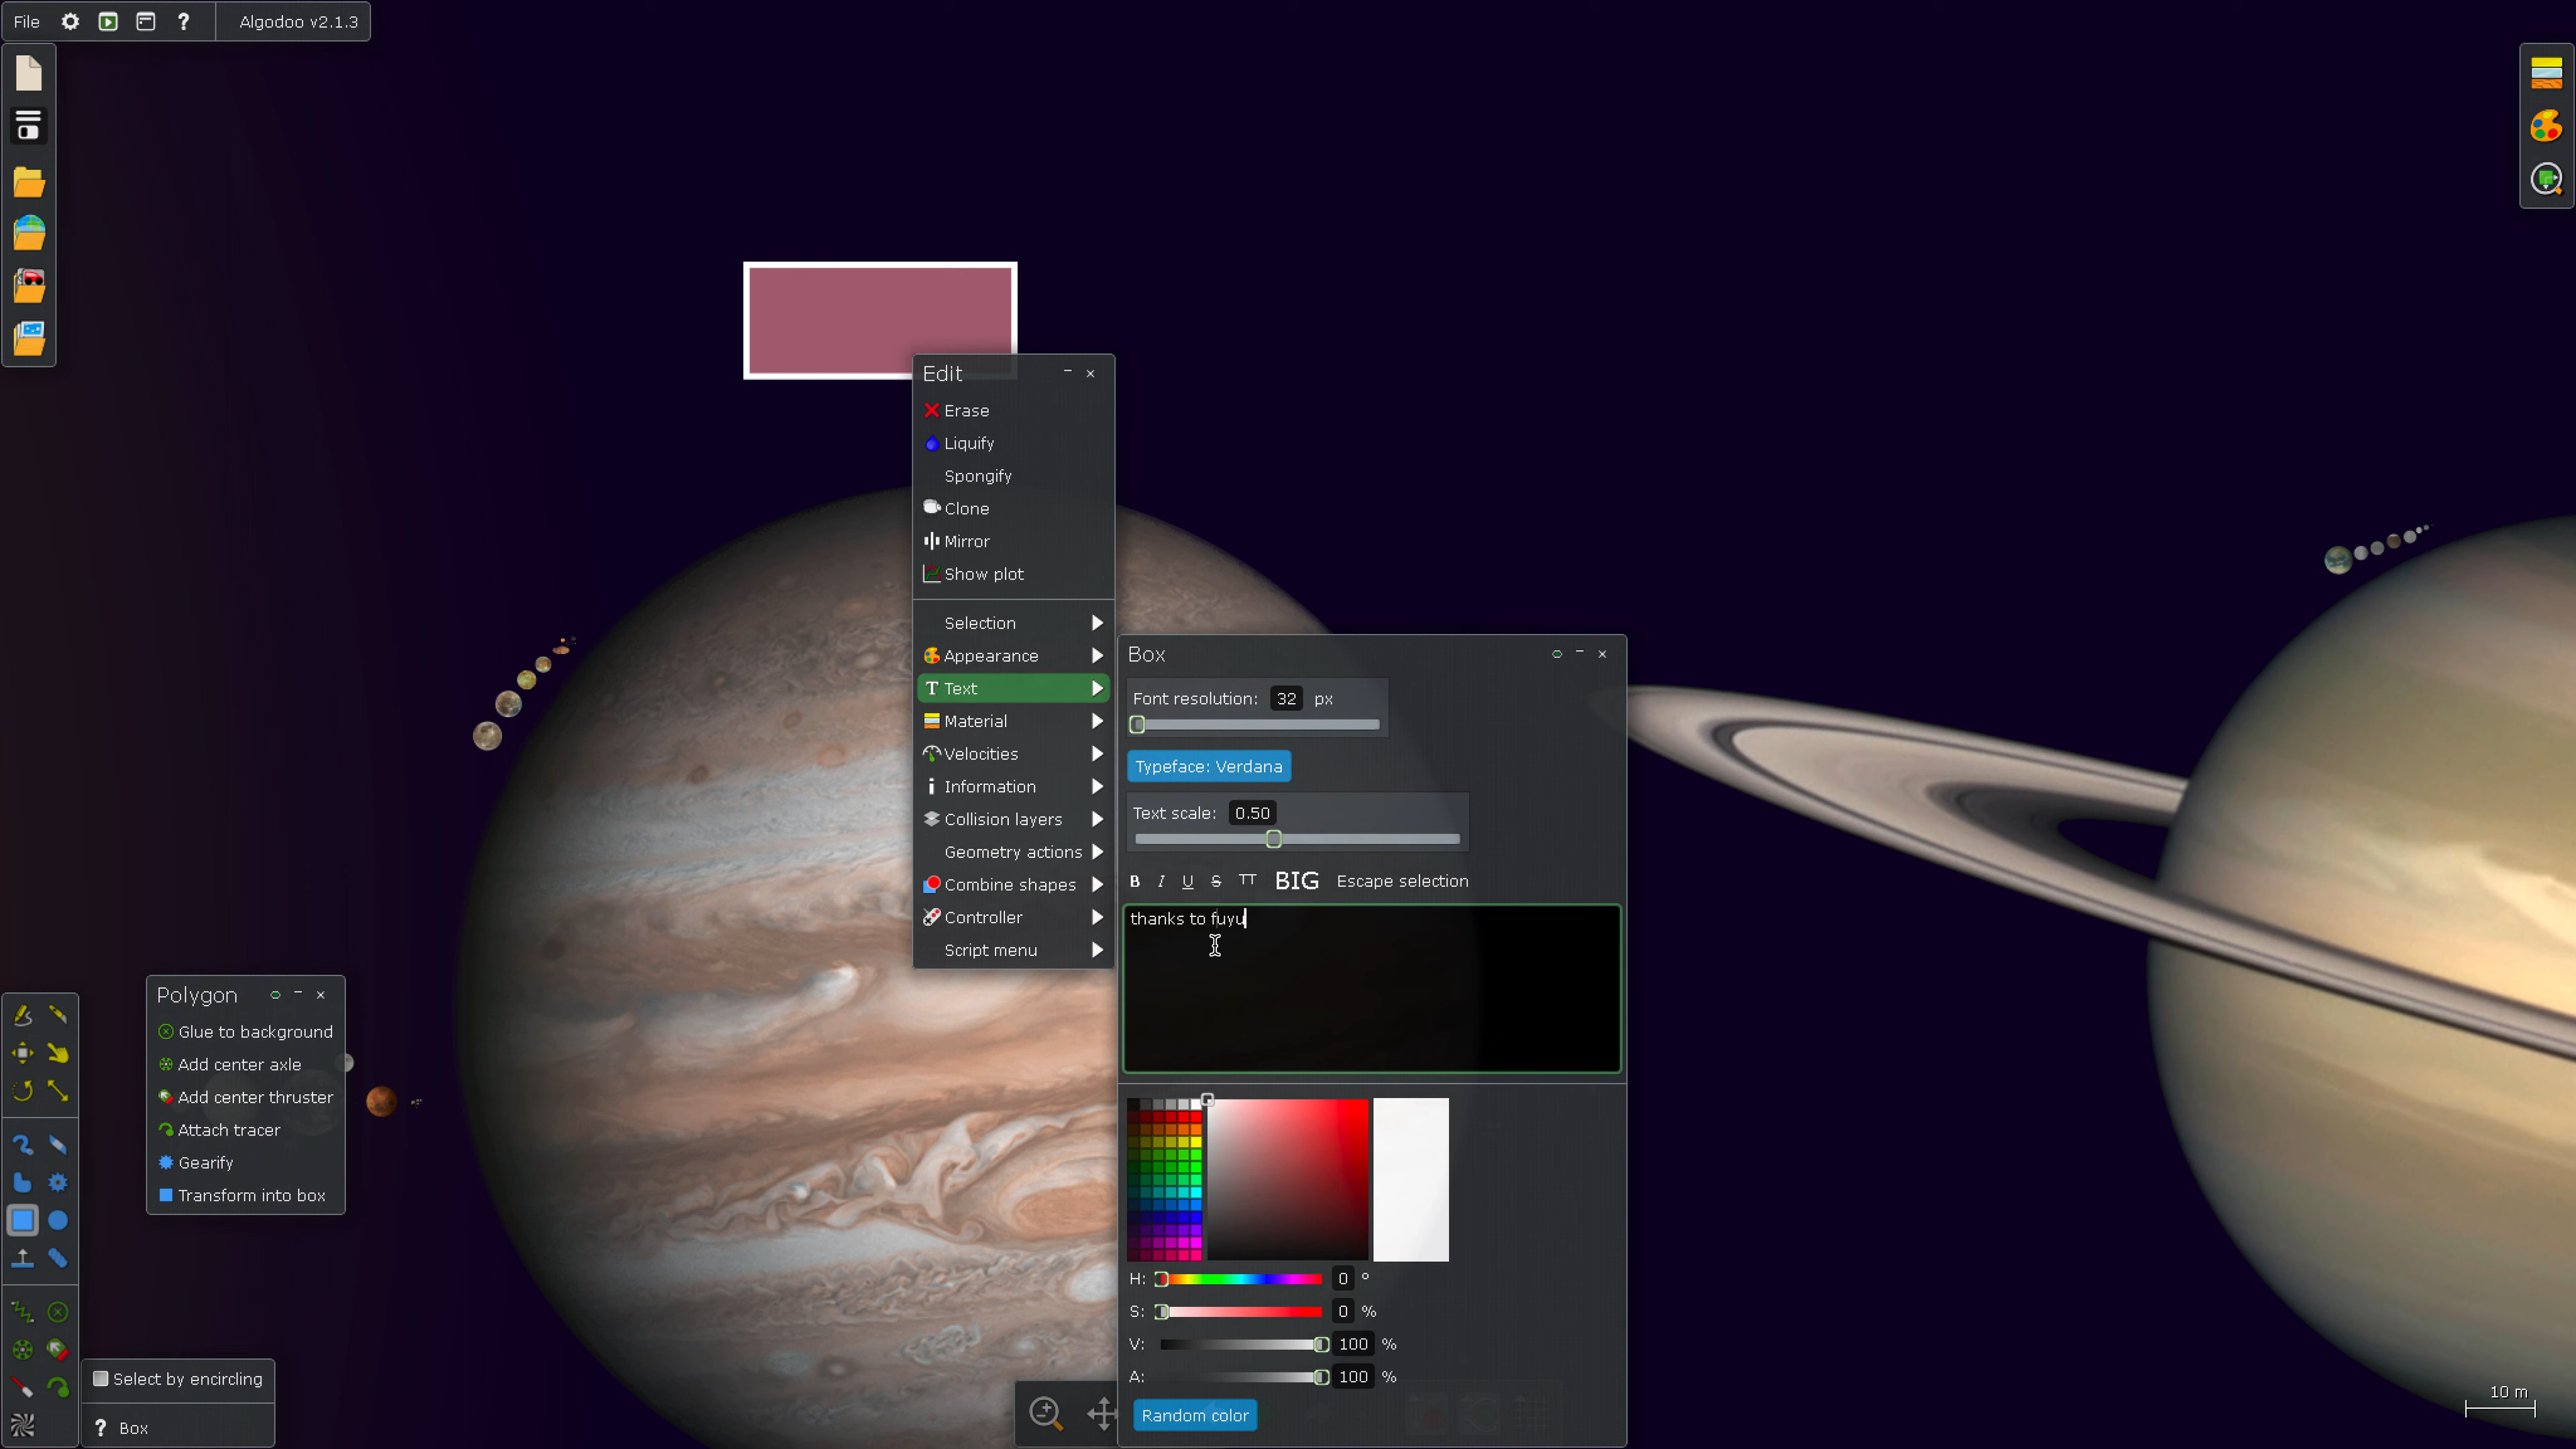 File
? Algodoo v2.1.3
Edit
Erase
Liquify
Spongify
Clone
Mirror
Show plot
Selection
Appearance
Text
Material
Velocities
Information
Collision layers
Geometry actions
Combine shapes
Controller
Script menu
Box
Font resolution: 32 px
Typeface: Verdana
Text scale: 0.50
B I U S TT BIG Escape selection
thanks to fuyu
H: 0 °
S: 0 %
V: 100 %
A: 100 %
Random color
Polygon
Glue to background
Add center axle
Add center thruster
Attach tracer
Gearify
Transform into box
Select by encircling
? Box
10 m